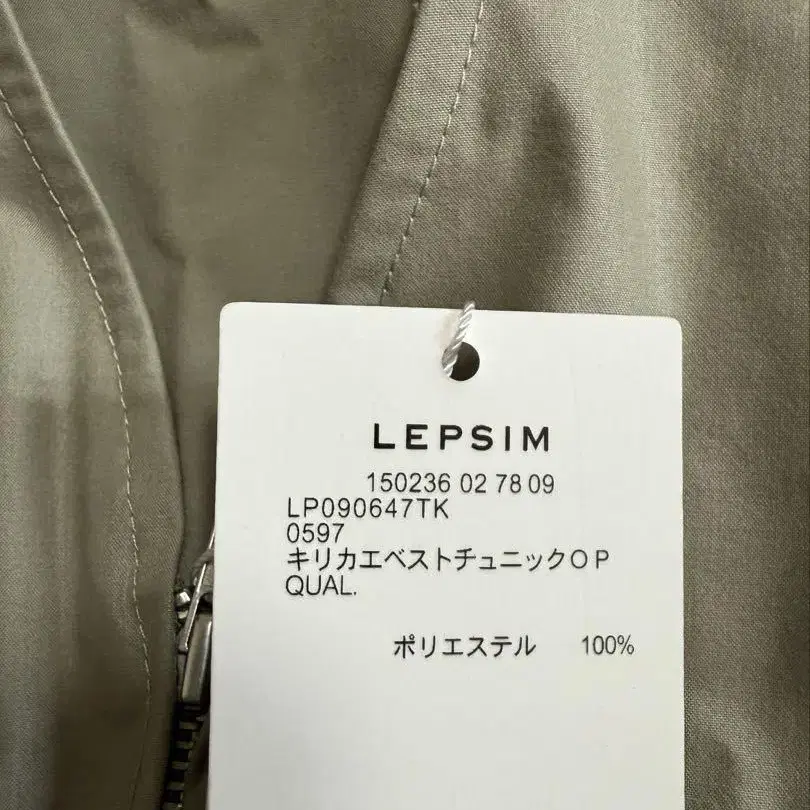 LEPSIM
150236 02 78 09
LP090647TK
0597
キリカエベストチュニックＯＰ
QUAL.
ポリエステル 100%